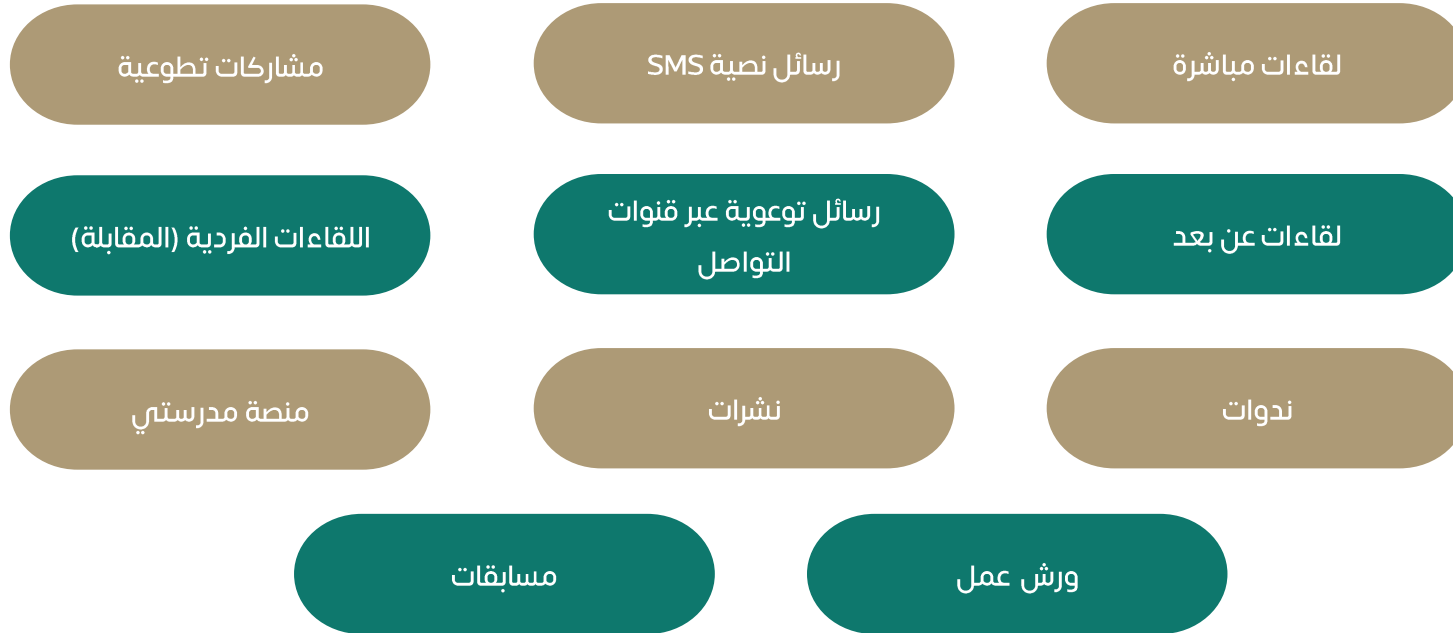 لقاءات مباشرة
رسائل نصية SMS
مشاركات تطوعية
لقاءات عن بعد
رسائل توعوية عبر قنوات
التواصل
اللقاءات الفردية (المقابلة)
ندوات
نشرات
منصة مدرستي
ورش عمل
مسابقات